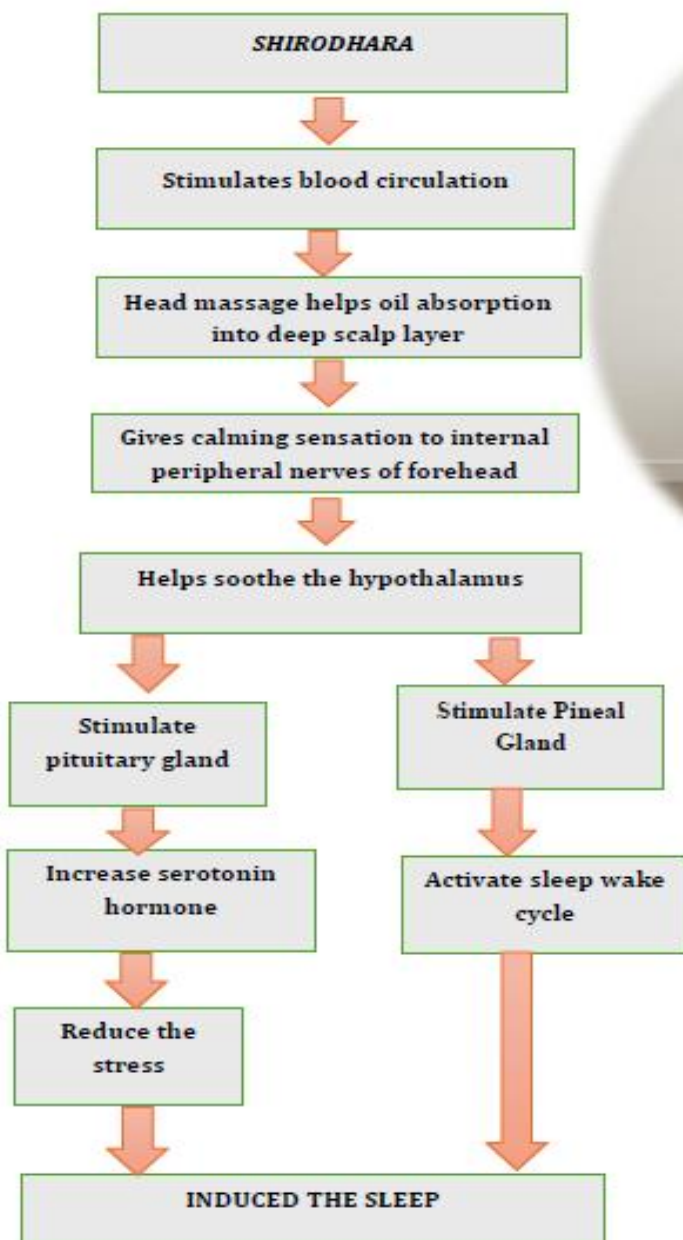 SHIRODHARA
Stimulates blood circulation
Head massage helps oil absorption
into deep scalp layer
Gives calming sensation to internal
peripheral nerves of forehead
Helps soothe the hypothalamus
Stimulate
pituitary gland
Stimulate Pineal
Gland
Increase serotonin
hormone
Activate sleep wake
cycle
Reduce the
stress
INDUCED THE SLEEP